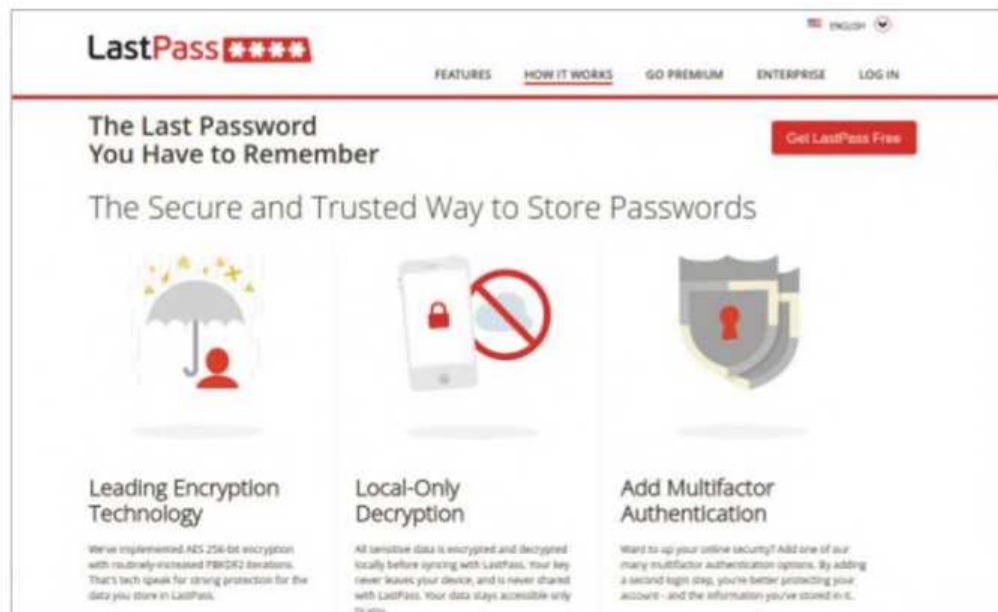 ENGLISH
LastPass ****
FEATURES HOW IT WORKS GO PREMIUM ENTERPRISE LOG IN
The Last Password
You Have to Remember
Get LastPass Free
The Secure and Trusted Way to Store Passwords
Leading Encryption
Technology
We've implemented AES 256-bit encryption
with routinely-increased PBKDF2 iterations.
That's tech speak for strong protection for the
data you store in LastPass.
Local-Only
Decryption
All sensitive data is encrypted and decrypted
locally before syncing with LastPass. Your key
never leaves your device, and is never shared
with LastPass. Your data stays accessible only
to you.
Add Multifactor
Authentication
Want to up your online security? Add one of our
many multifactor authentication options. By adding
a second login step, you're better protecting your
account - and the information you've stored in it.